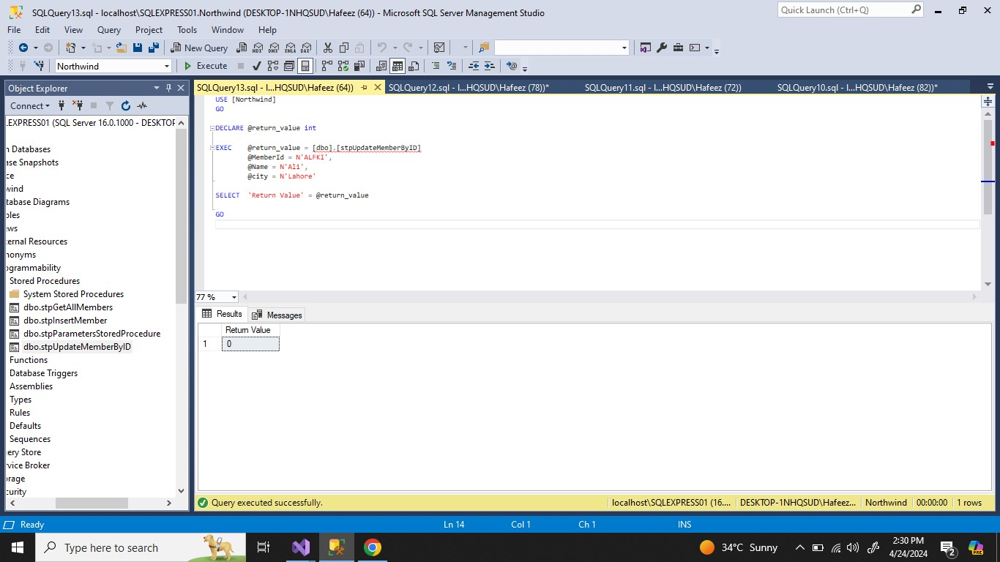 SQLQuery13.sql - localhost\SQLEXPRESS01.Northwind (DESKTOP-1NHQSUD\Hafeez (64)) - Microsoft SQL Server Management Studio
Quick Launch (Ctrl+Q)
File Edit View Query Project Tools Window Help
New Query MDX DMX XMLA DAX
Northwind Execute
Object Explorer
Connect
.EXPRESS01 (SQL Server 16.0.1000 - DESKTOP
n Databases
ase Snapshots
ce
wind
tabase Diagrams
bles
ews
ternal Resources
nonyms
ogrammability
Stored Procedures
System Stored Procedures
dbo.stpGetAllMembers
dbo.stpInsertMember
dbo.stpParametersStoredProcedure
dbo.stpUpdateMemberByID
Functions
Database Triggers
Assemblies
Types
Rules
Defaults
Sequences
ery Store
rvice Broker
orage
curity
SQLQuery13.sql - l...HQSUD\Hafeez (64)) SQLQuery12.sql - l...HQSUD\Hafeez (78))* SQLQuery11.sql - l...HQSUD\Hafeez (72)) SQLQuery10.sql - l...HQSUD\Hafeez (82))*
USE [Northwind]
GO
DECLARE @return_value int
EXEC @return_value = [dbo].[stpUpdateMemberByID]
@MemberId = N'ALFKI',
@Name = N'Ali',
@city = N'Lahore'
SELECT 'Return Value' = @return_value
GO
77 %
Results Messages
Return Value
1 0
Query executed successfully. localhost\SQLEXPRESS01 (16.... DESKTOP-1NHQSUD\Hafeez... Northwind 00:00:00 1 rows
Ready Ln 14 Col 1 Ch 1 INS
Type here to search
34°C Sunny
2:30 PM
4/24/2024
2
PRE